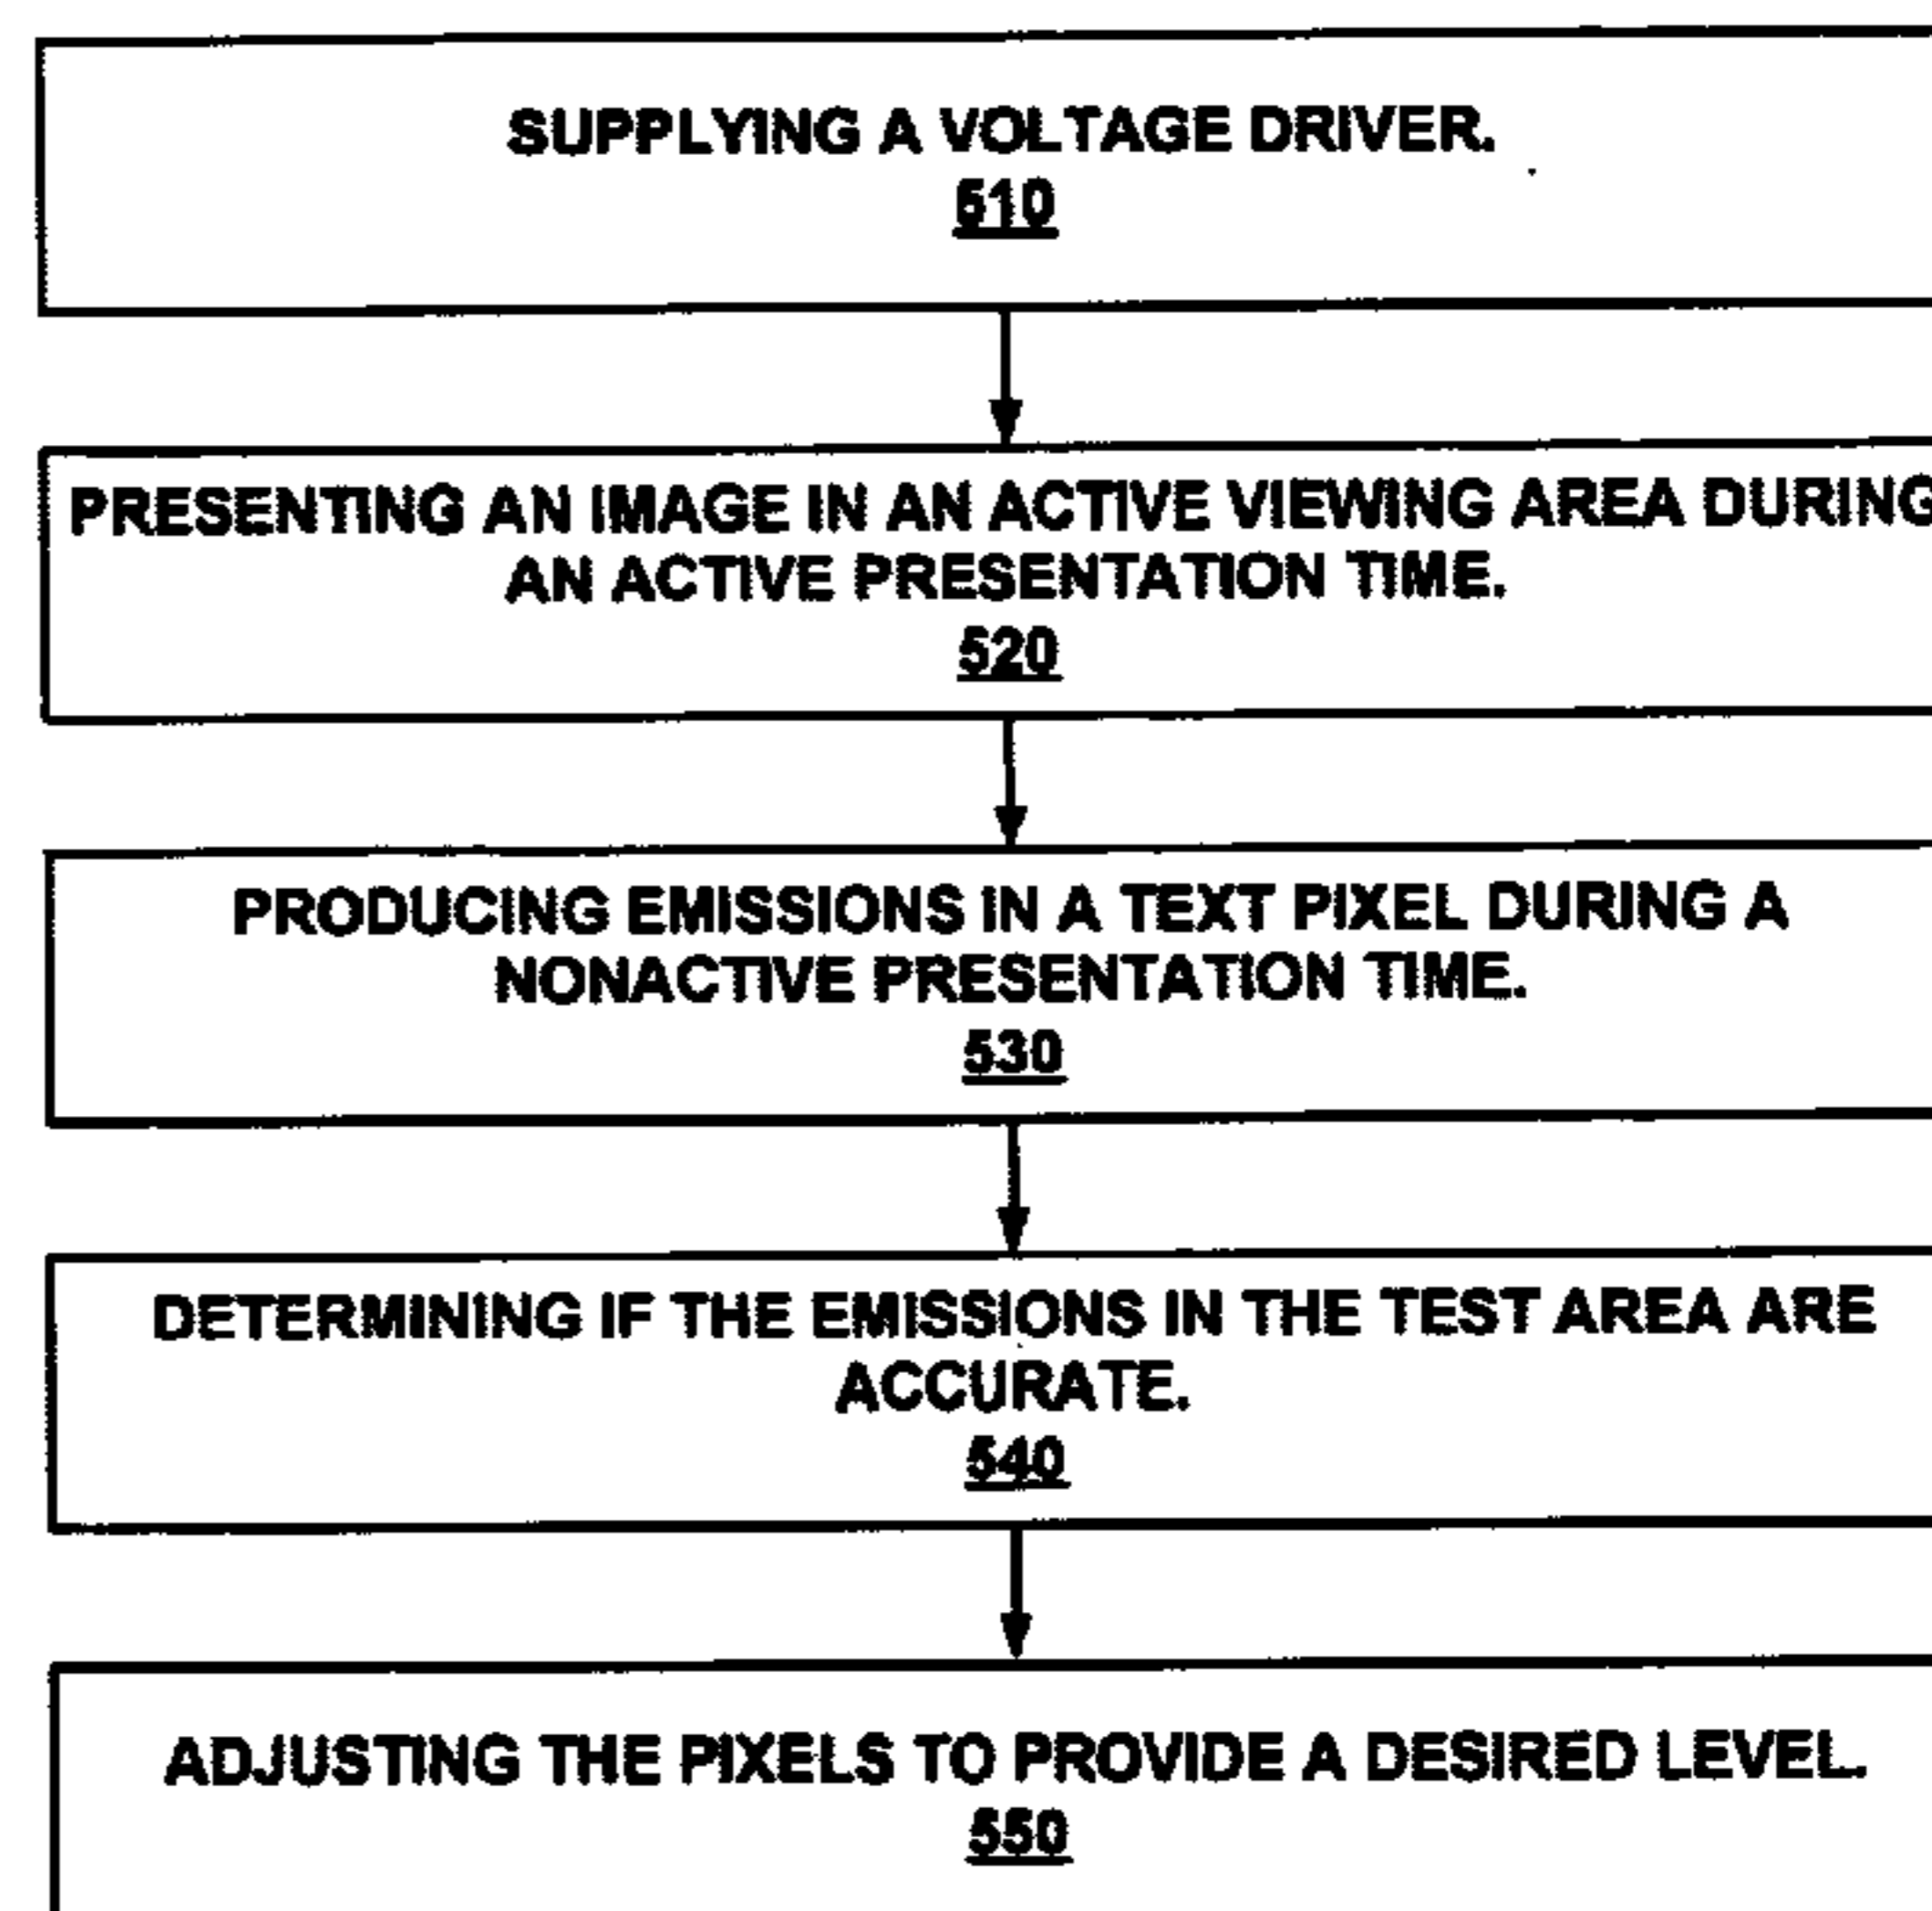 SUPPLYING A VOLTAGE DRIVER.
510
PRESENTING AN IMAGE IN AN ACTIVE VIEWING AREA DURING
AN ACTIVE PRESENTATION TIME.
520
PRODUCING EMISSIONS IN A TEXT PIXEL DURING A
NONACTIVE PRESENTATION TIME.
530
DETERMINING IF THE EMISSIONS IN THE TEST AREA ARE
ACCURATE.
540
ADJUSTING THE PIXELS TO PROVIDE A DESIRED LEVEL.
550